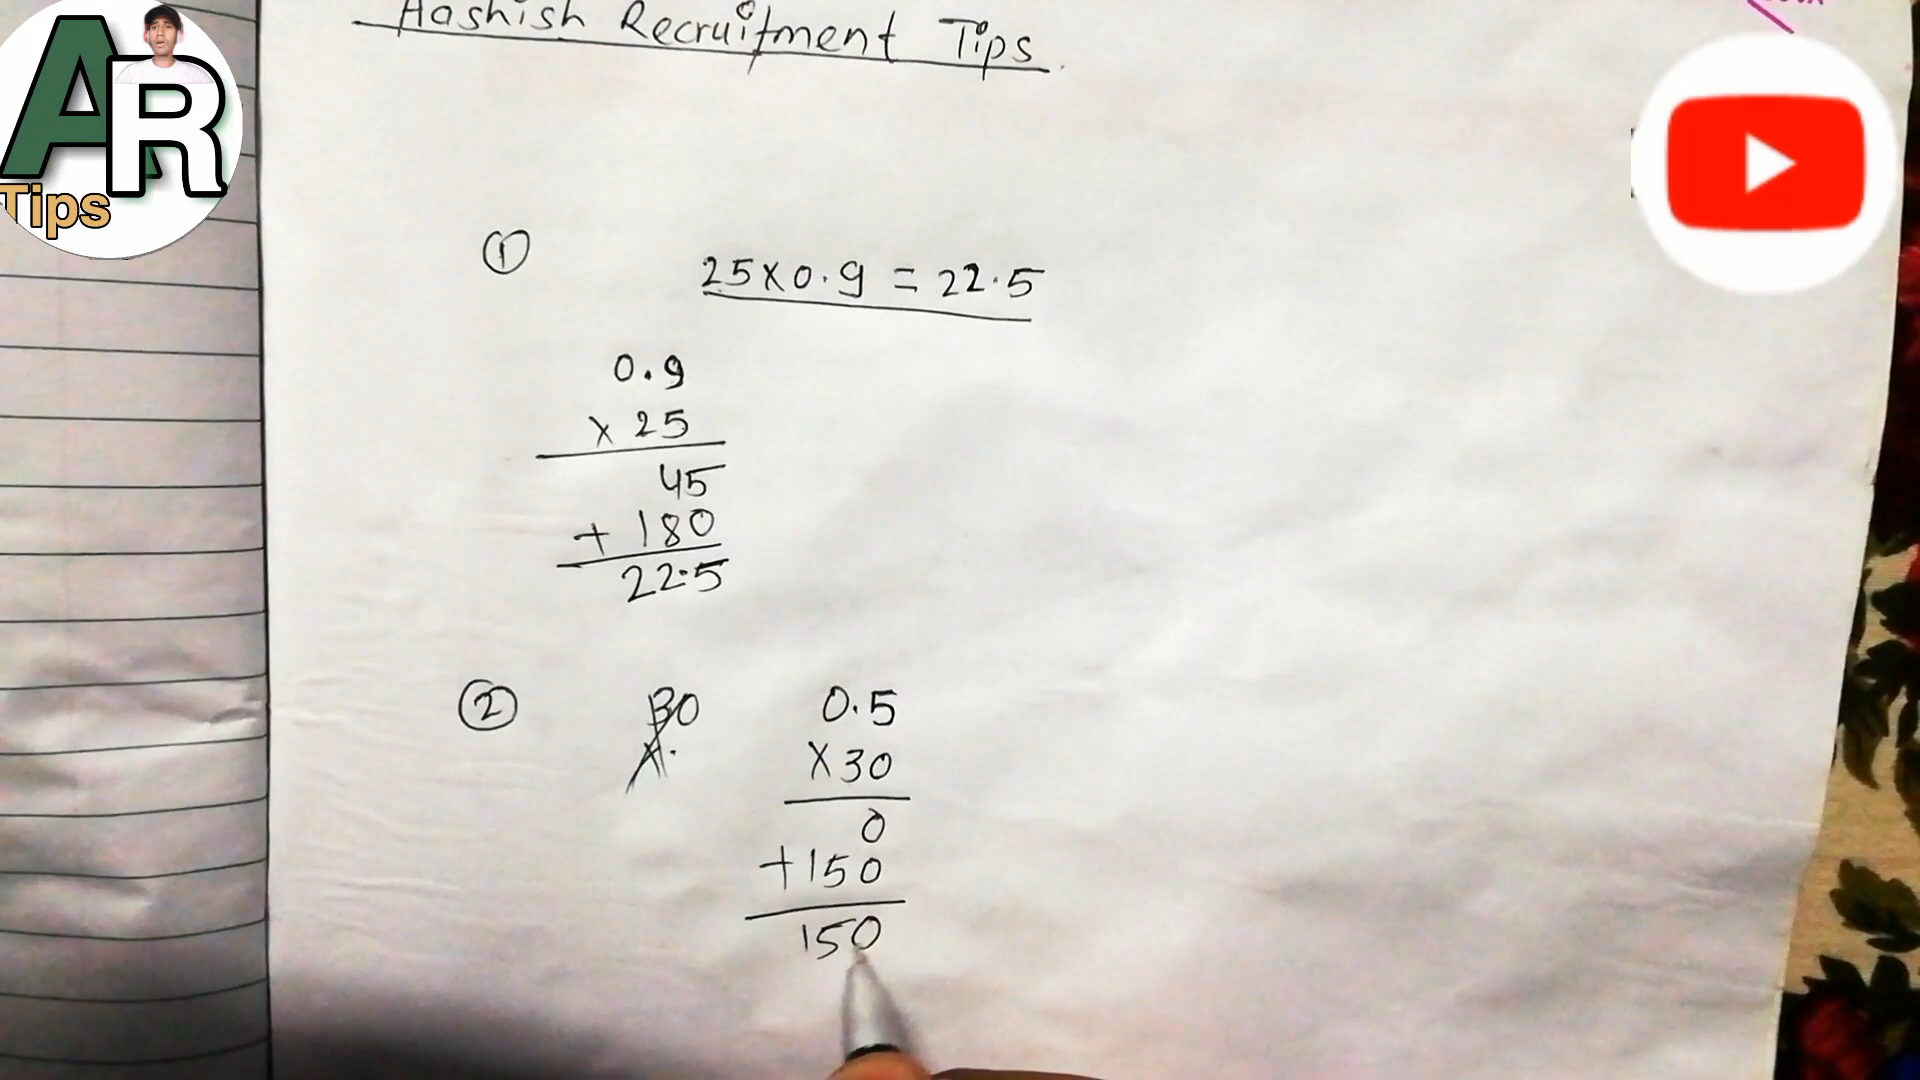 Aashish Recruitment Tips
AR
Tips
① 25×0.9 = 22.5
0.9
× 25
45
+ 180
22.5
② 30 0.5
×30
0
+150
150